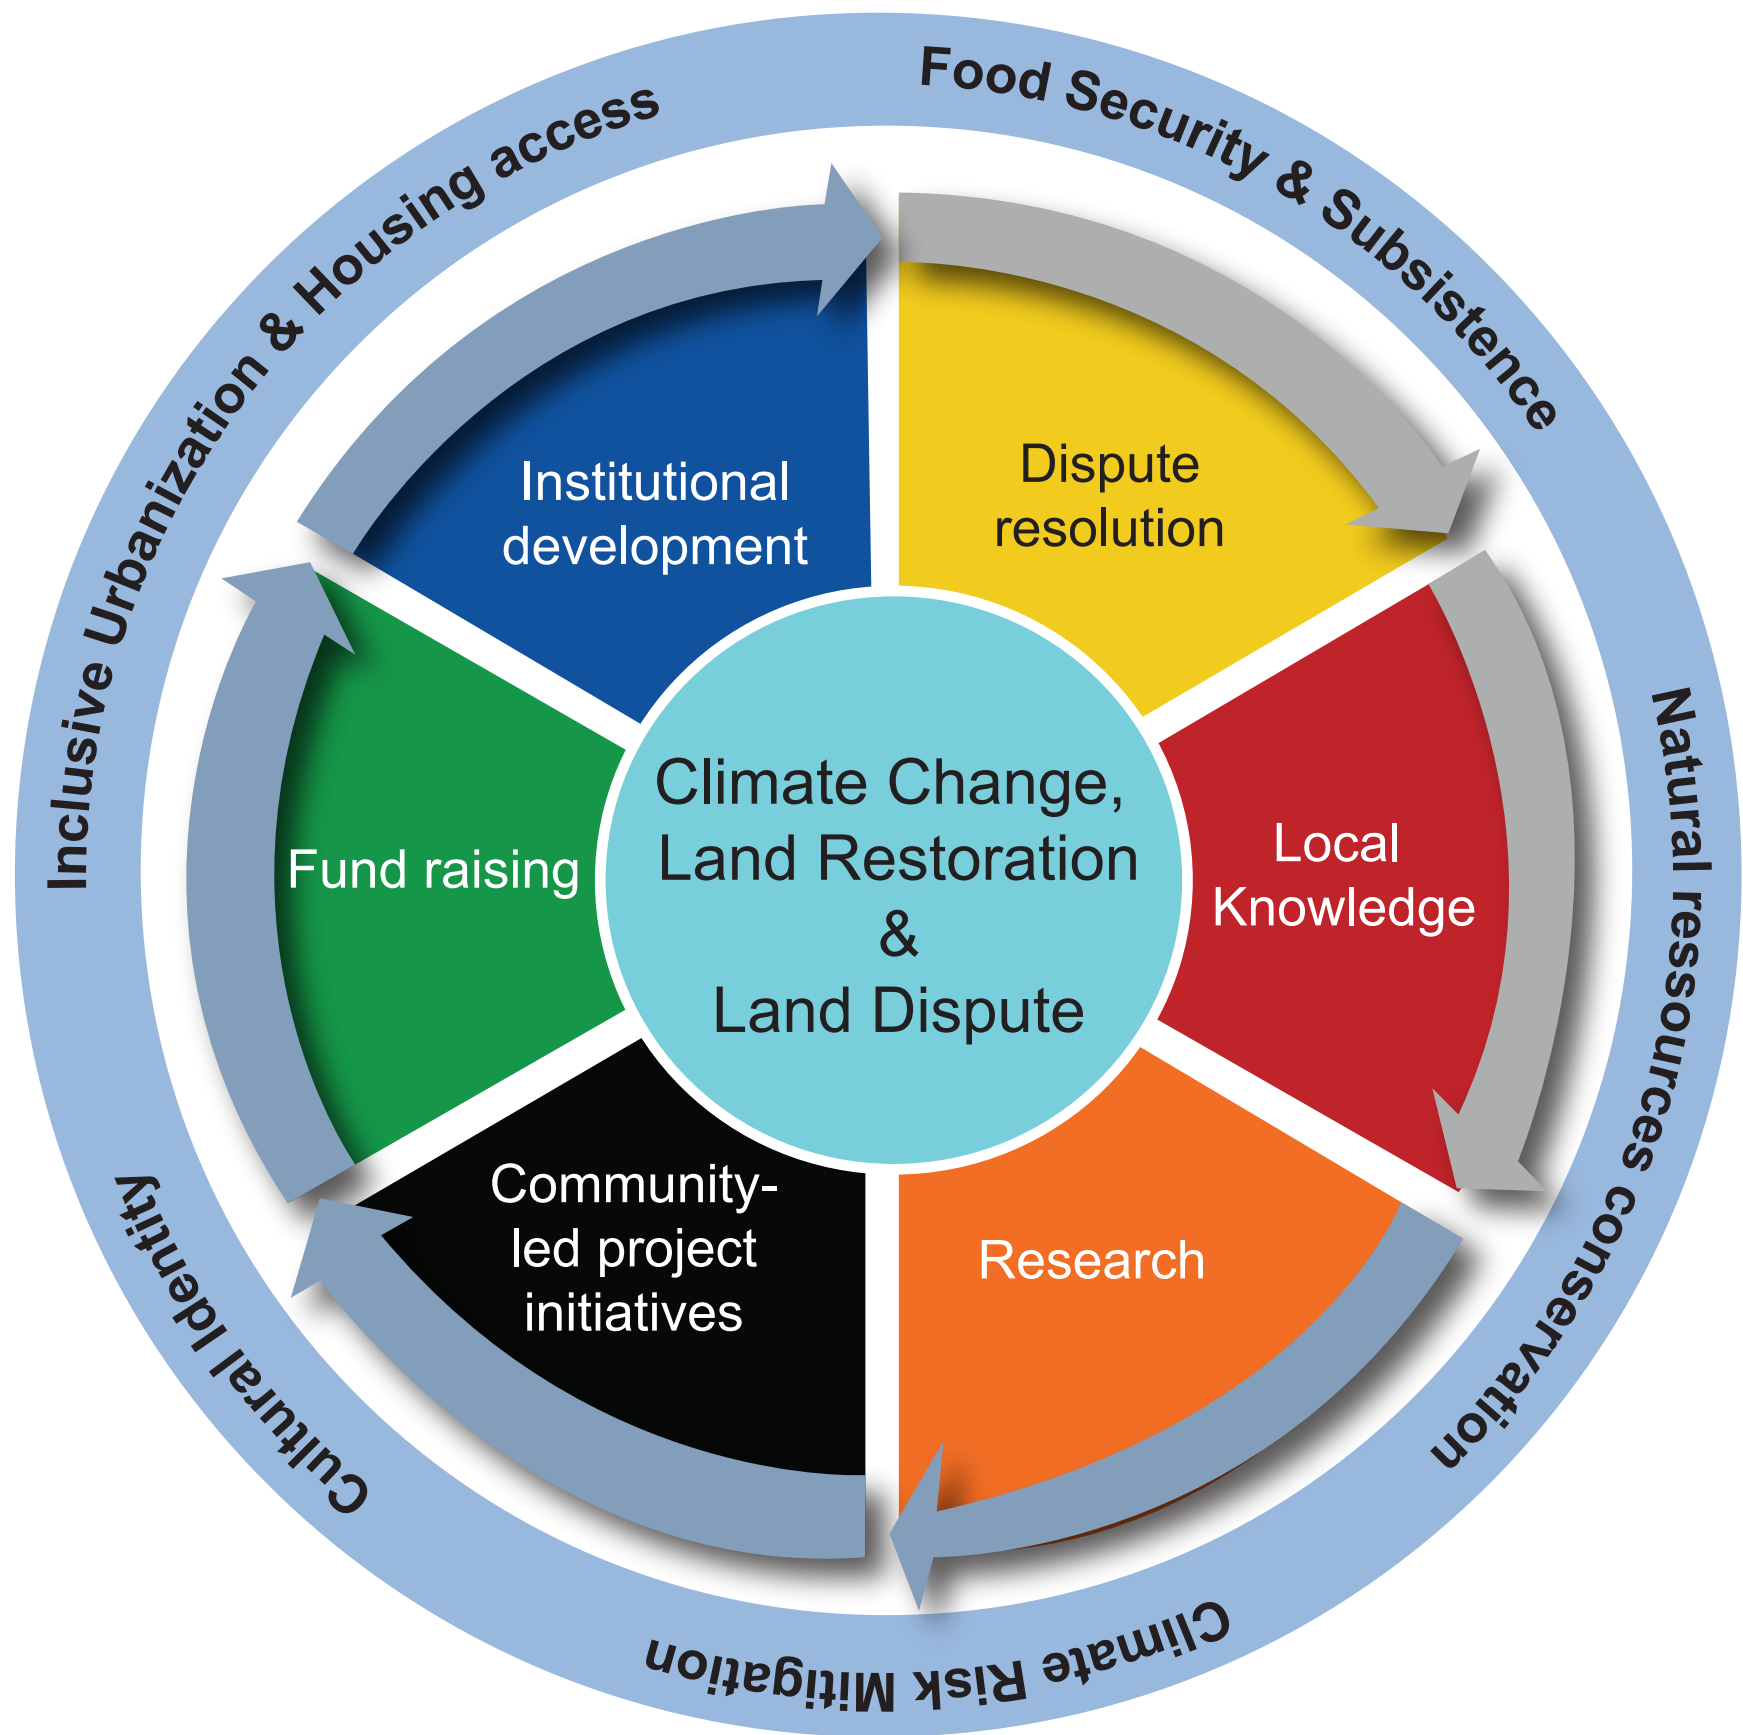 Food Security & Subsistence
Natural ressources conservation
Climate Risk Mitigation
Cultural Identity
Inclusive Urbanization & Housing access
Dispute
resolution
Local
Knowledge
Research
Community-
led project
initiatives
Fund raising
Institutional
development
Climate Change,
Land Restoration
&
Land Dispute